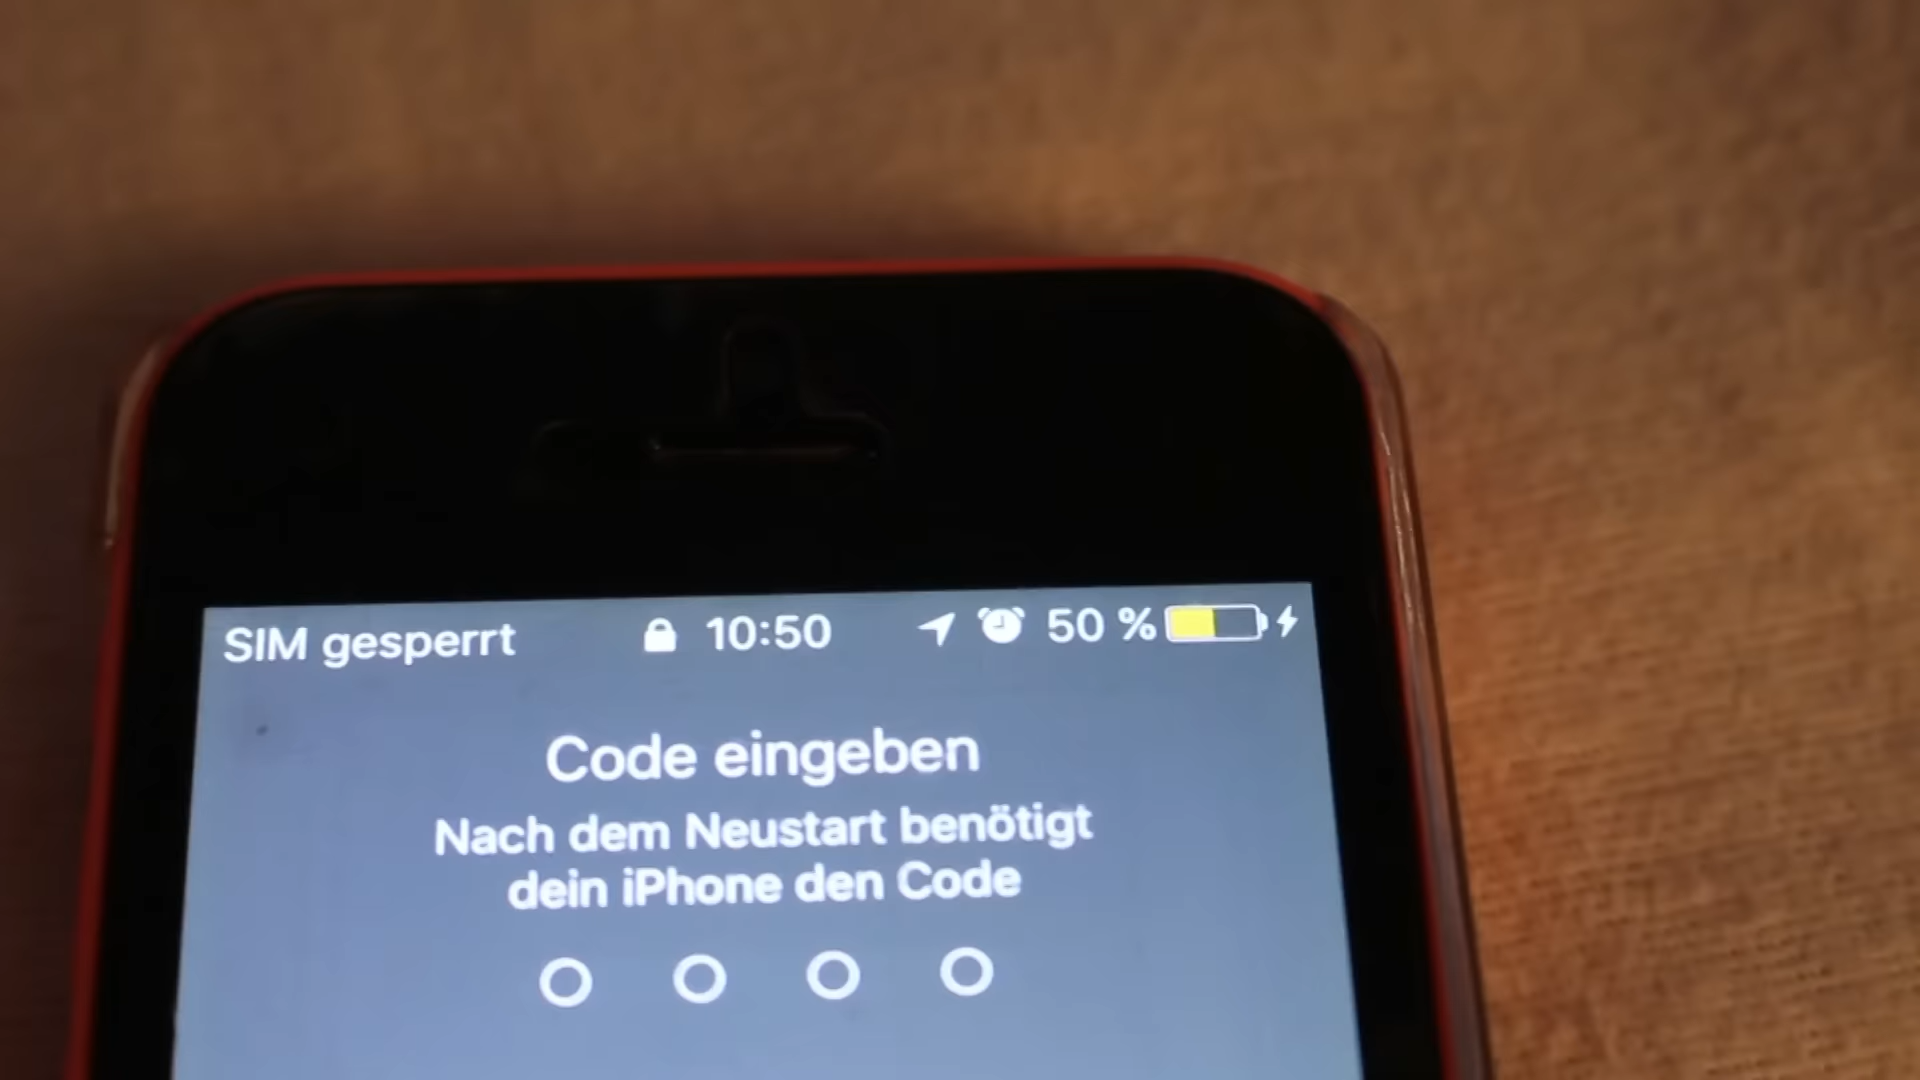 SIM gesperrt 10:50 50 %
Code eingeben
Nach dem Neustart benötigt
dein iPhone den Code